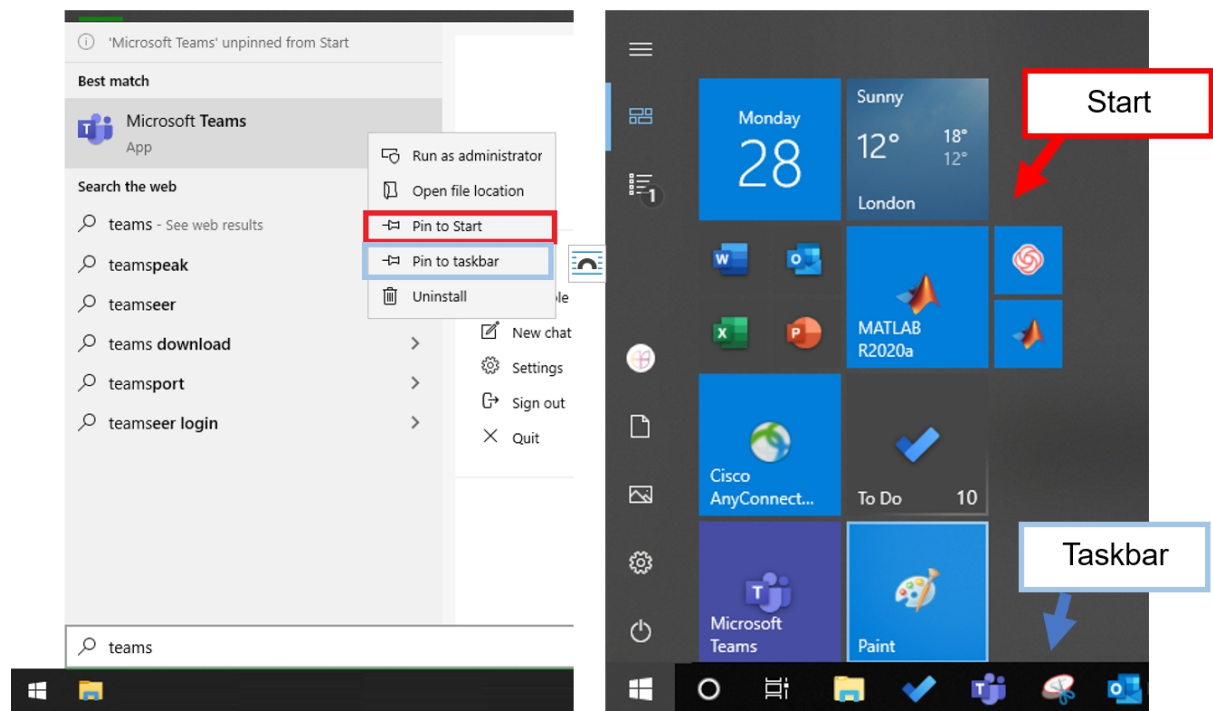 'Microsoft Teams' unpinned from Start
Best match
Microsoft Teams
App
Search the web
teams - See web results
teamspeak
teamseer
teams download
teamsport
teamseer login
Run as administrator
Open file location
Pin to Start
Pin to taskbar
Uninstall
le
New chat
Settings
Sign out
Quit
teams
Start
Monday
28
Sunny
12°
18°
12°
London
1
W
O
X
P
MATLAB
R2020a
Cisco
AnyConnect...
To Do
10
T
Microsoft
Teams
Paint
Taskbar